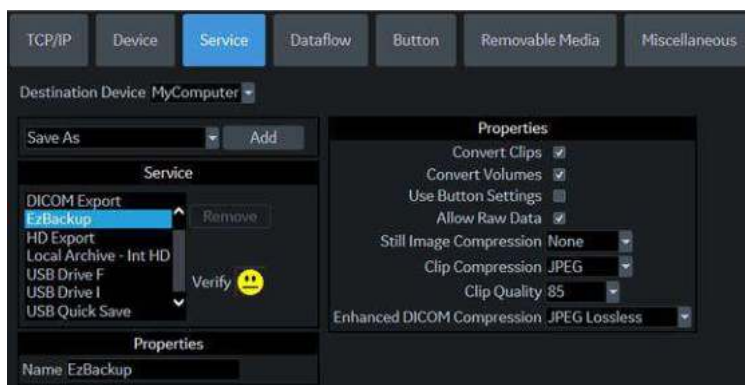 TCP/IP Device Service Dataflow Button Removable Media Miscellaneous
Destination Device MyComputer
Save As Add
Service
DICOM Export
EzBackup
HD Export
Local Archive - Int HD
USB Drive F
USB Drive I
USB Quick Save
Remove
Verify
Properties
Name EzBackup
Properties
Convert Clips
Convert Volumes
Use Button Settings
Allow Raw Data
Still Image Compression None
Clip Compression JPEG
Clip Quality 85
Enhanced DICOM Compression JPEG Lossless